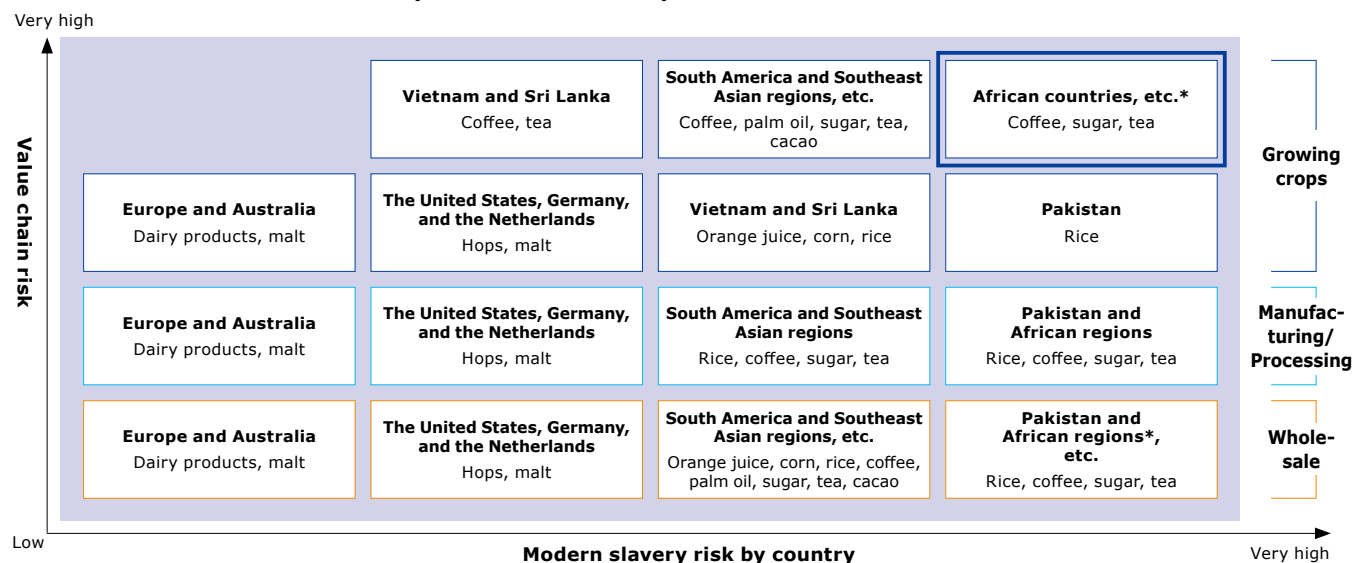 Very high
Value chain risk
Vietnam and Sri Lanka
Coffee, tea
South America and Southeast
Asian regions, etc.
Coffee, palm oil, sugar, tea,
cacao
African countries, etc.*
Coffee, sugar, tea
Growing
crops
Europe and Australia
Dairy products, malt
The United States, Germany,
and the Netherlands
Hops, malt
Vietnam and Sri Lanka
Orange juice, corn, rice
Pakistan
Rice
Europe and Australia
Dairy products, malt
The United States, Germany,
and the Netherlands
Hops, malt
South America and Southeast
Asian regions
Rice, coffee, sugar, tea
Pakistan and
African regions
Rice, coffee, sugar, tea
Manufac-
turing/
Processing
Europe and Australia
Dairy products, malt
The United States, Germany,
and the Netherlands
Hops, malt
South America and Southeast
Asian regions, etc.
Orange juice, corn, rice, coffee,
palm oil, sugar, tea, cacao
Pakistan and
African regions*,
etc.
Rice, coffee, sugar, tea
Whole-
sale
Low
Modern slavery risk by country
Very high